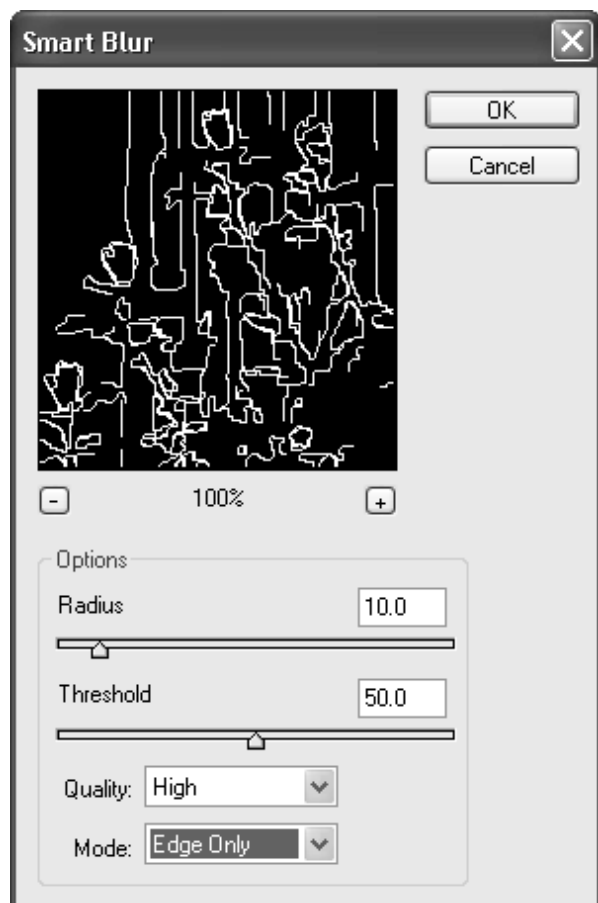 Smart Blur
OK
Cancel
- 100% +
Options
Radius 10.0
Threshold 50.0
Quality: High
Mode: Edge Only